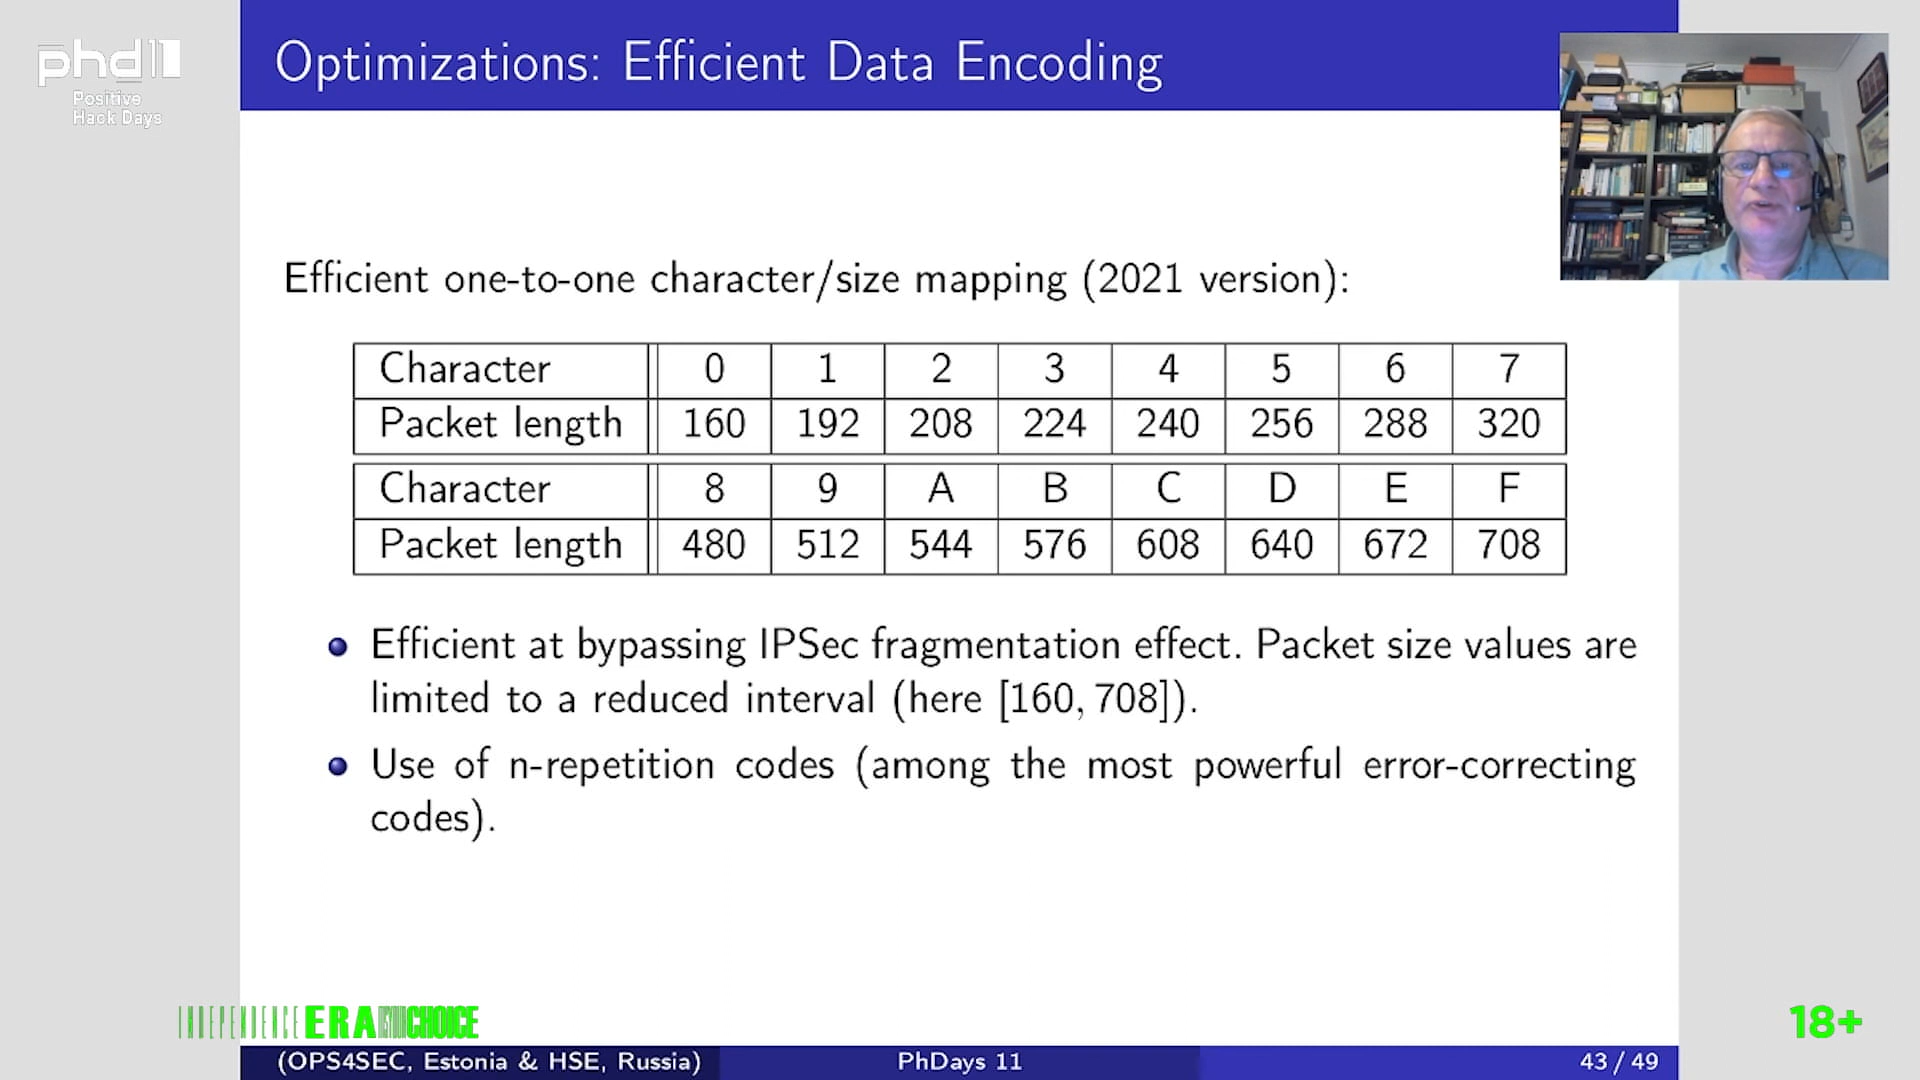 phd11
Positive
Hack Days
Optimizations: Efficient Data Encoding
Efficient one-to-one character/size mapping (2021 version):
Character 0 1 2 3 4 5 6 7
Packet length 160 192 208 224 240 256 288 320
Character 8 9 A B C D E F
Packet length 480 512 544 576 608 640 672 708
Efficient at bypassing IPSec fragmentation effect. Packet size values are
limited to a reduced interval (here [160, 708]).
Use of n-repetition codes (among the most powerful error-correcting
codes).
INDEPENDENCE ERA CHOICE
18+
(OPS4SEC, Estonia & HSE, Russia) PhDays 11 43 / 49